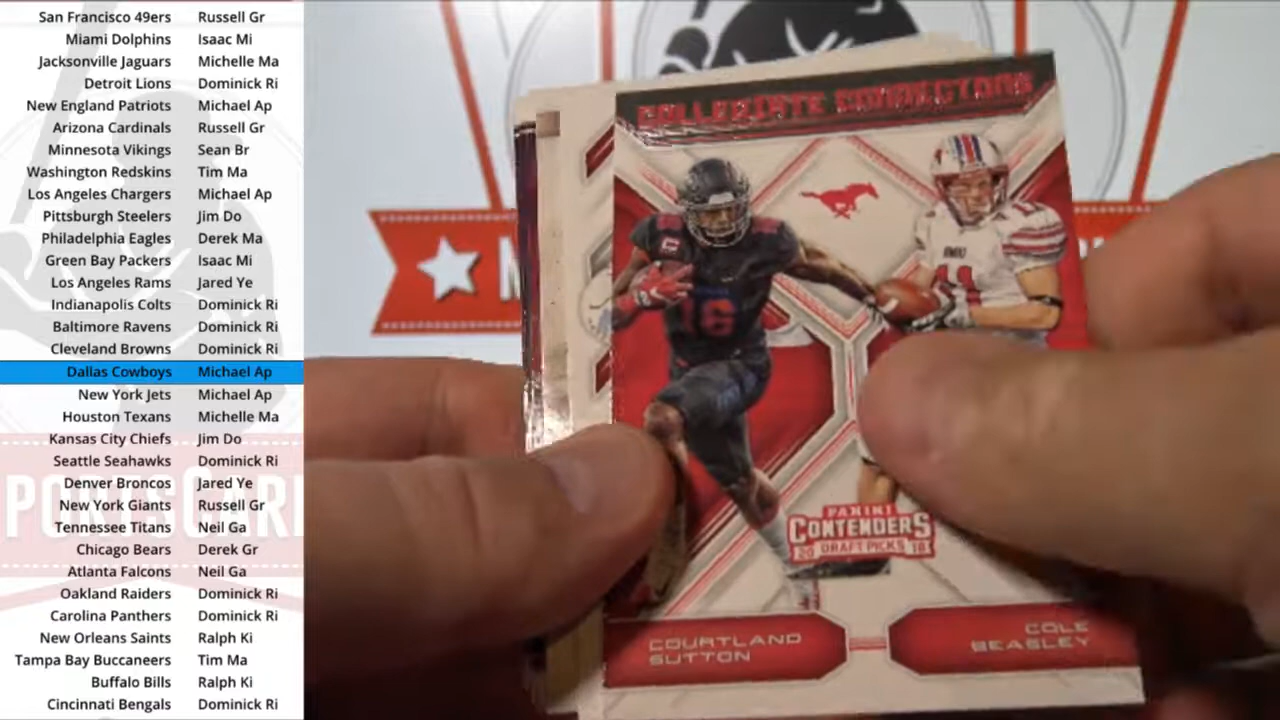 San Francisco 49ers Russell Gr
Miami Dolphins Isaac Mi
Jacksonville Jaguars Michelle Ma
Detroit Lions Dominick Ri
New England Patriots Michael Ap
Arizona Cardinals Russell Gr
Minnesota Vikings Sean Br
Washington Redskins Tim Ma
Los Angeles Chargers Michael Ap
Pittsburgh Steelers Jim Do
Philadelphia Eagles Derek Ma
Green Bay Packers Isaac Mi
Los Angeles Rams Jared Ye
Indianapolis Colts Dominick Ri
Baltimore Ravens Dominick Ri
Cleveland Browns Dominick Ri
Dallas Cowboys Michael Ap
New York Jets Michael Ap
Houston Texans Michelle Ma
Kansas City Chiefs Jim Do
Seattle Seahawks Dominick Ri
Denver Broncos Jared Ye
New York Giants Russell Gr
Tennessee Titans Neil Ga
Chicago Bears Derek Gr
Atlanta Falcons Neil Ga
Oakland Raiders Dominick Ri
Carolina Panthers Dominick Ri
New Orleans Saints Ralph Ki
Tampa Bay Buccaneers Tim Ma
Buffalo Bills Ralph Ki
Cincinnati Bengals Dominick Ri
COLLEGIATE CONNECTIONS
16
SMU
11
PANINI
CONTENDERS
20 DRAFT PICKS 18
COURTLAND
SUTTON
COLE
BEASLEY